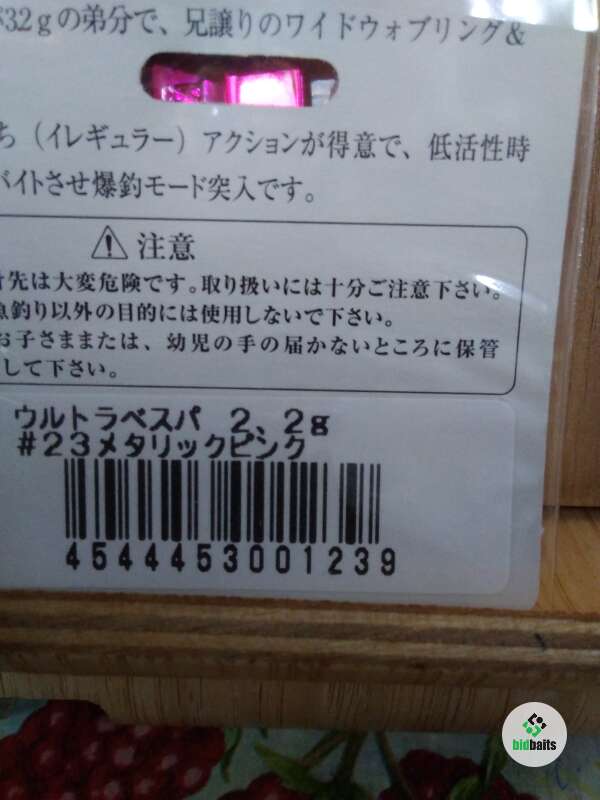 32gの弟分で、兄譲りのワイドウォブリング&
ち（イレギュラー）アクションが得意で、低活性時
バイトさせ爆釣モード突入です。
注意
先は大変危険です。取り扱いには十分ご注意下さい。
魚釣り以外の目的には使用しないで下さい。
お子さままたは、幼児の手の届かないところに保管
して下さい。
ウルトラベスパ 2、2g
#23メタリックピンク
4544453001239
bidbaits